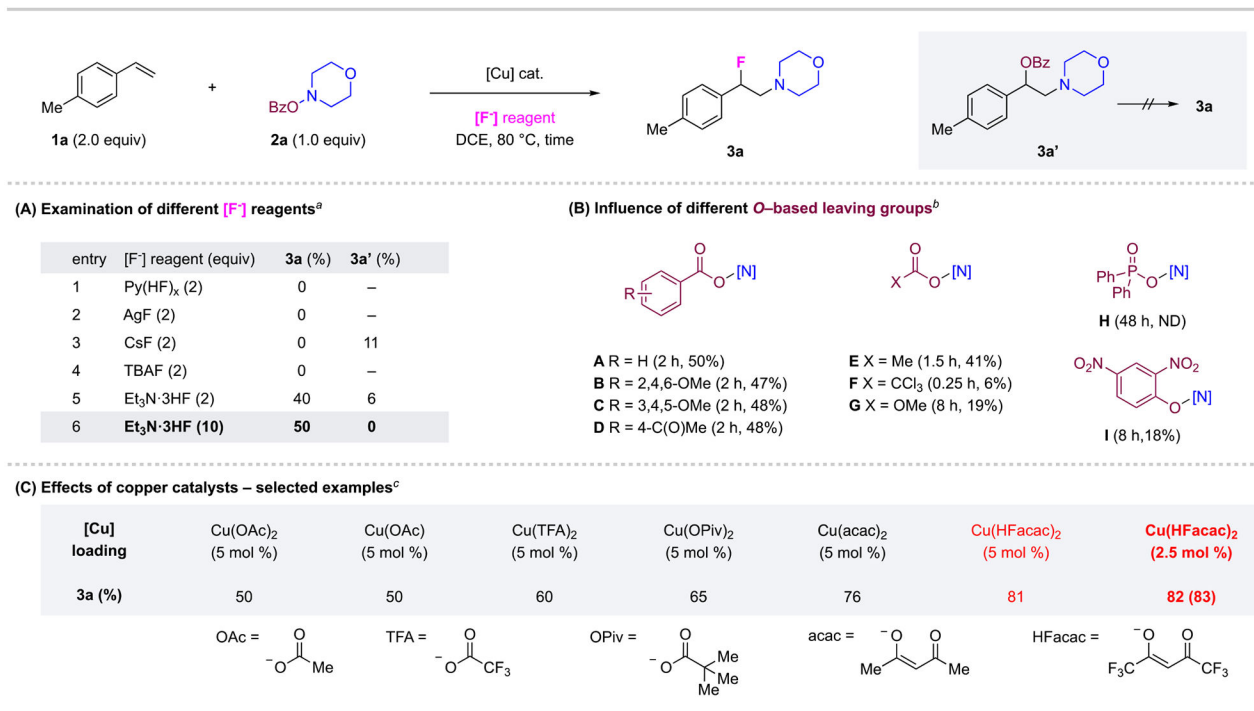 Me
1a (2.0 equiv)
+
BzO
N
O
2a (1.0 equiv)
[Cu] cat.
[F-] reagent
DCE, 80 °C, time
F
N
O
Me
3a
OBz
N
O
Me
3a'
3a
(A) Examination of different [F-] reagents^a
entry [F-] reagent (equiv) 3a (%) 3a' (%)
1 Py(HF)x (2) 0 –
2 AgF (2) 0 –
3 CsF (2) 0 11
4 TBAF (2) 0 –
5 Et3N·3HF (2) 40 6
6 Et3N·3HF (10) 50 0
(B) Influence of different O–based leaving groups^b
R
O
O
[N]
A R = H (2 h, 50%)
B R = 2,4,6-OMe (2 h, 47%)
C R = 3,4,5-OMe (2 h, 48%)
D R = 4-C(O)Me (2 h, 48%)
O
X
O
[N]
E X = Me (1.5 h, 41%)
F X = CCl3 (0.25 h, 6%)
G X = OMe (8 h, 19%)
O
Ph
P
Ph
O
[N]
H (48 h, ND)
O2N
NO2
O
[N]
I (8 h,18%)
(C) Effects of copper catalysts – selected examples^c
[Cu] Cu(OAc)2 Cu(OAc) Cu(TFA)2 Cu(OPiv)2 Cu(acac)2 Cu(HFacac)2 Cu(HFacac)2
loading (5 mol %) (5 mol %) (5 mol %) (5 mol %) (5 mol %) (5 mol %) (2.5 mol %)
3a (%) 50 50 60 65 76 81 82 (83)
OAc =
O
-O
Me
TFA =
O
-O
CF3
OPiv =
O
-O
Me
Me
Me
acac =
-O
O
Me
Me
HFacac =
-O
O
F3C
CF3